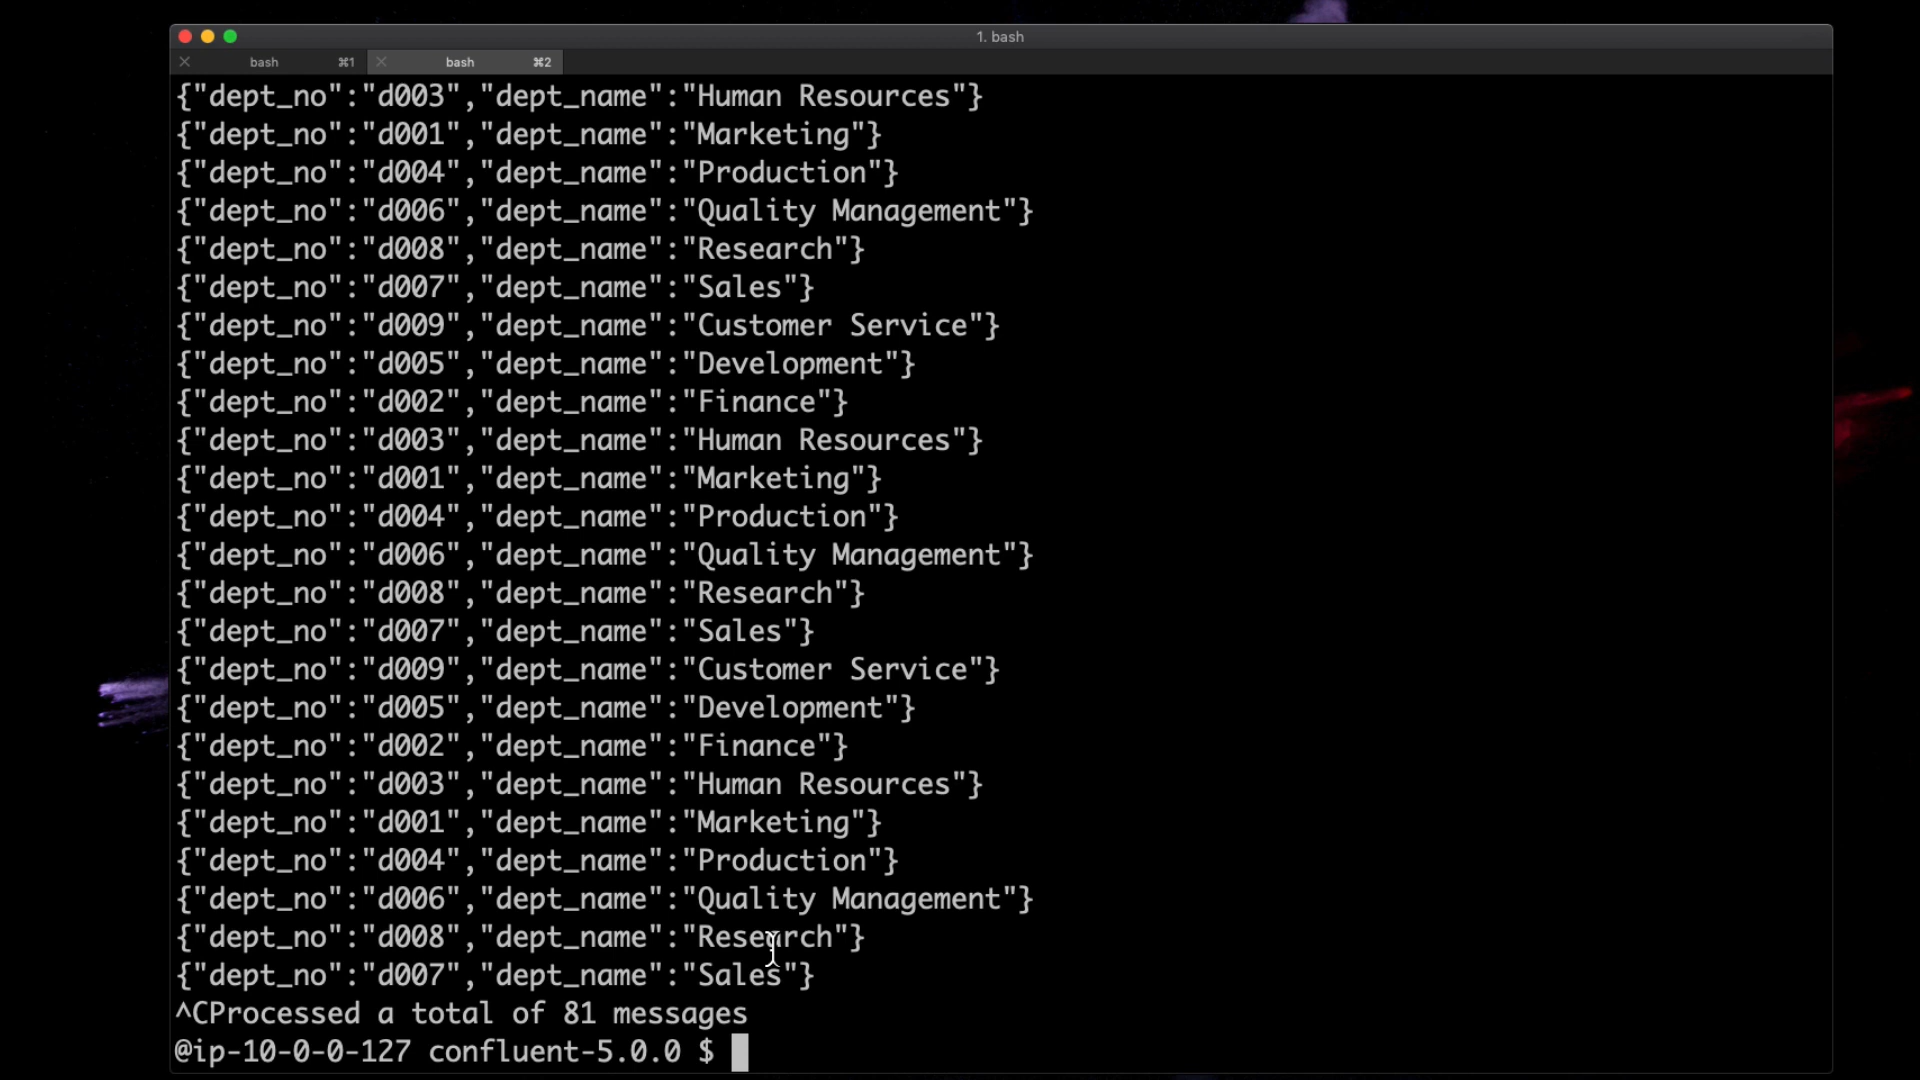 1. bash
bash ⌘1 bash ⌘2
{"dept_no":"d003","dept_name":"Human Resources"}
{"dept_no":"d001","dept_name":"Marketing"}
{"dept_no":"d004","dept_name":"Production"}
{"dept_no":"d006","dept_name":"Quality Management"}
{"dept_no":"d008","dept_name":"Research"}
{"dept_no":"d007","dept_name":"Sales"}
{"dept_no":"d009","dept_name":"Customer Service"}
{"dept_no":"d005","dept_name":"Development"}
{"dept_no":"d002","dept_name":"Finance"}
{"dept_no":"d003","dept_name":"Human Resources"}
{"dept_no":"d001","dept_name":"Marketing"}
{"dept_no":"d004","dept_name":"Production"}
{"dept_no":"d006","dept_name":"Quality Management"}
{"dept_no":"d008","dept_name":"Research"}
{"dept_no":"d007","dept_name":"Sales"}
{"dept_no":"d009","dept_name":"Customer Service"}
{"dept_no":"d005","dept_name":"Development"}
{"dept_no":"d002","dept_name":"Finance"}
{"dept_no":"d003","dept_name":"Human Resources"}
{"dept_no":"d001","dept_name":"Marketing"}
{"dept_no":"d004","dept_name":"Production"}
{"dept_no":"d006","dept_name":"Quality Management"}
{"dept_no":"d008","dept_name":"Research"}
{"dept_no":"d007","dept_name":"Sales"}
^CProcessed a total of 81 messages
@ip-10-0-0-127 confluent-5.0.0 $